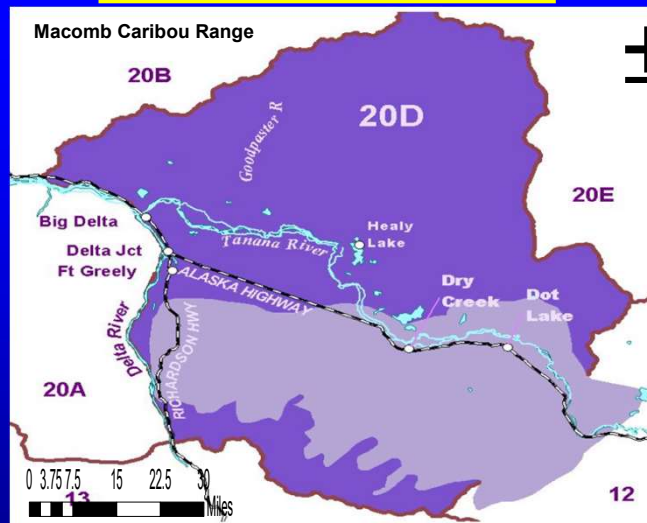 Macomb Caribou Range
20B
20D
Goodpaster R
20E
Big Delta
Healy
Lake
Tanana River
Delta Jct
Ft Greely
ALASKA HIGHWAY
Dry
Creek
Dot
Lake
Delta River
RICHARDSON HWY
20A
0 3.75 7.5 15 22.5 30
Miles
13
12